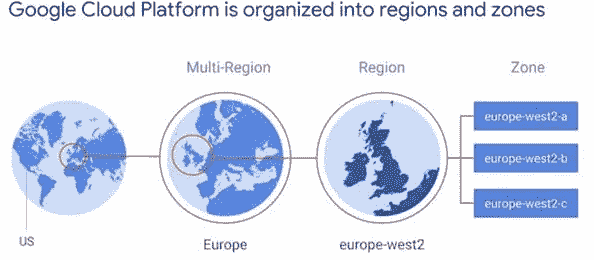 Google Cloud Platform is organized into regions and zones
Multi-Region
Region
Zone
europe-west2-a
europe-west2-b
europe-west2-c
US
Europe
europe-west2